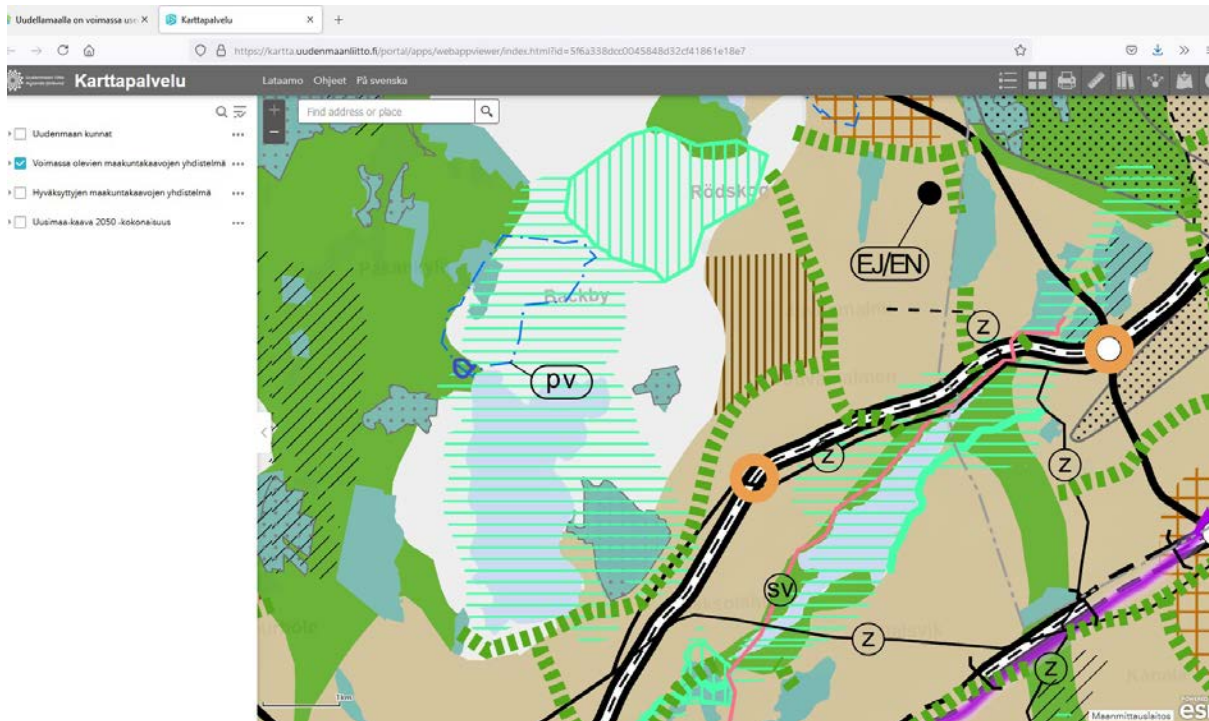 Uudellamaalla on voimassa use
Karttapalvelu
https://kartta.uudenmaanliitto.fi/portal/apps/webappviewer/index.html?id=5f6a338dcc0045848d32cf41861e18e7
Karttapalvelu
Lataamo Ohjeet På svenska
Find address or place
Uudenmaan kunnat
Voimassa olevien maakuntakaavojen yhdistelmä
Hyväksyttyjen maakuntakaavojen yhdistelmä
Uusimaa-kaava 2050 -kokonaisuus
EJ/EN
Backby
z
pv
z
z
sv
z
z
1km
Maanmittauslaitos